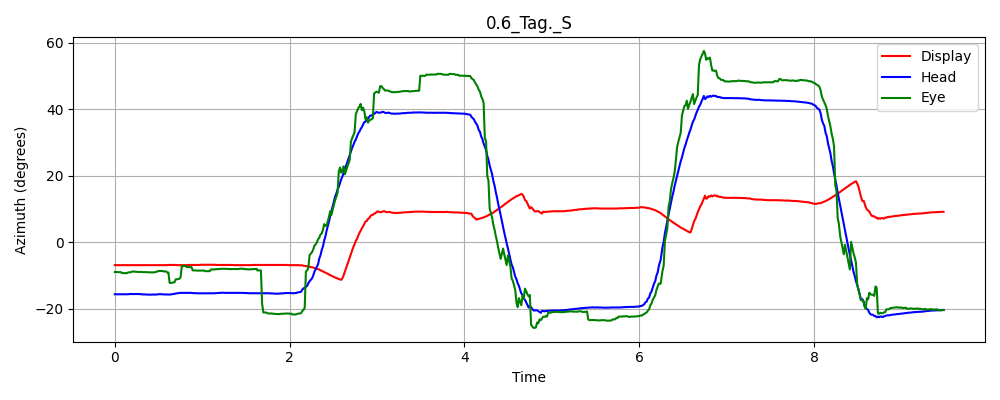 0.6_Tag._S
Display
Head
Eye
Azimuth (degrees)
60
40
20
0
−20
0 2 4 6 8
Time